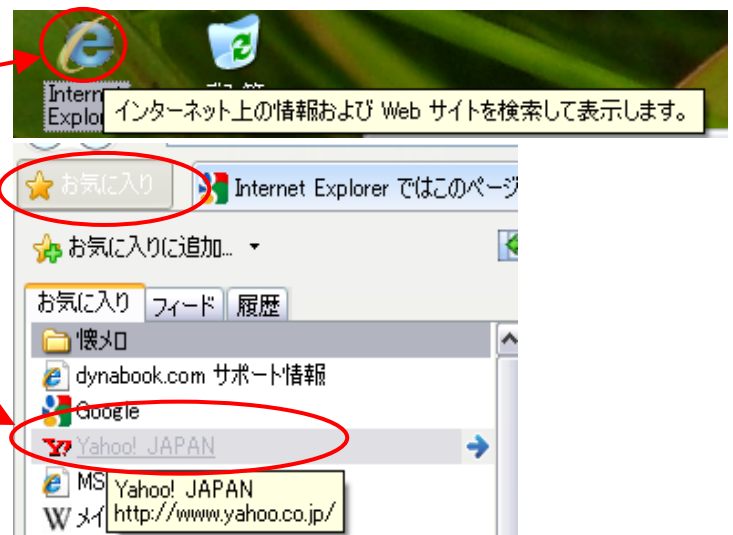 Intern
Explo
インターネット上の情報および Web サイトを検索して表示します。
お気に入り
Internet Explorer ではこのページ
お気に入りに追加...
お気に入り フィード 履歴
懐メロ
dynabook.com サポート情報
Google
Yahoo! JAPAN
MS
Yahoo! JAPAN
メイ
http://www.yahoo.co.jp/